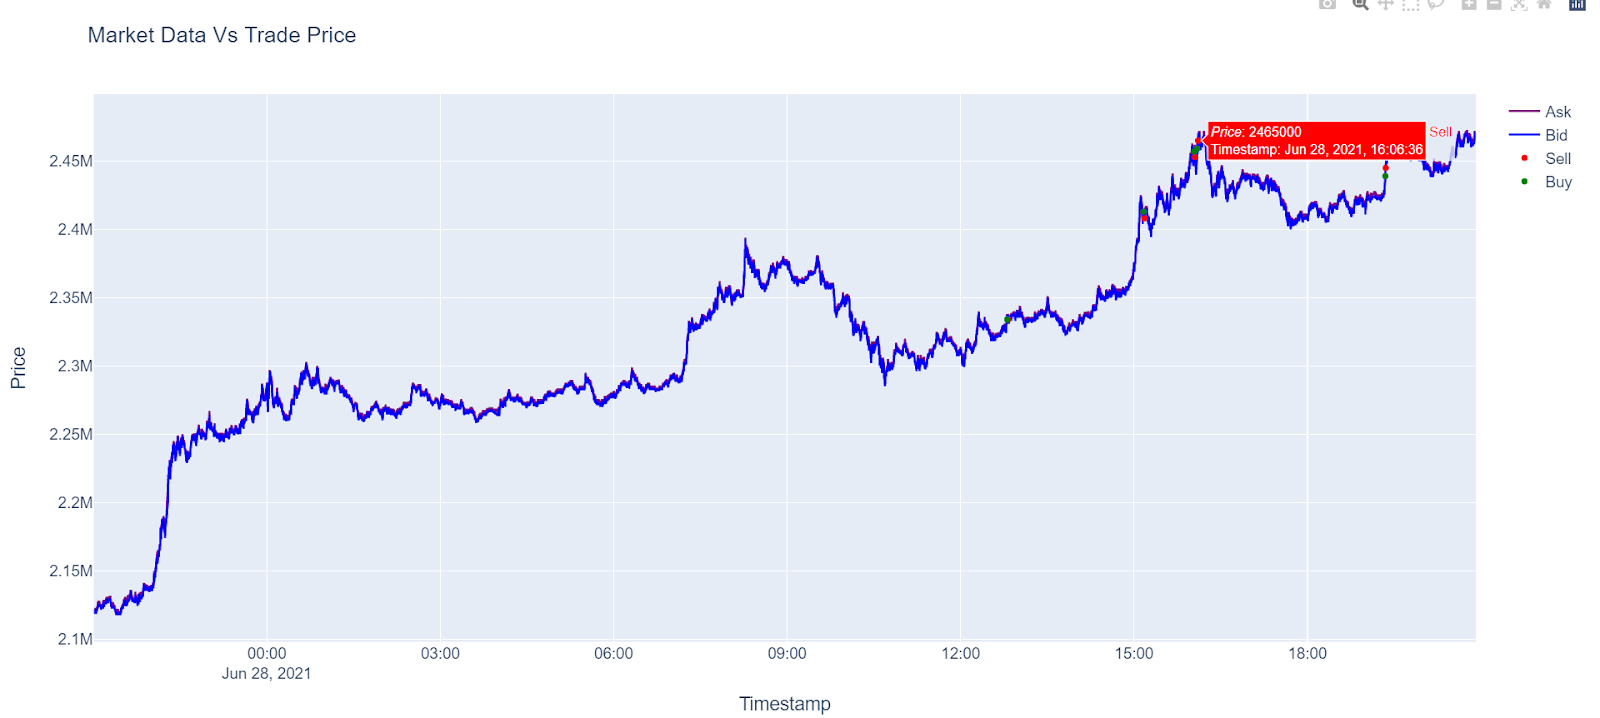 Market Data Vs Trade Price
Ask
Bid
Sell
Buy
Price: 2465000
Timestamp: Jun 28, 2021, 16:06:36
Sell
2.45M
2.4M
2.35M
2.3M
2.25M
2.2M
2.15M
2.1M
Price
00:00
Jun 28, 2021
03:00
06:00
09:00
12:00
15:00
18:00
Timestamp